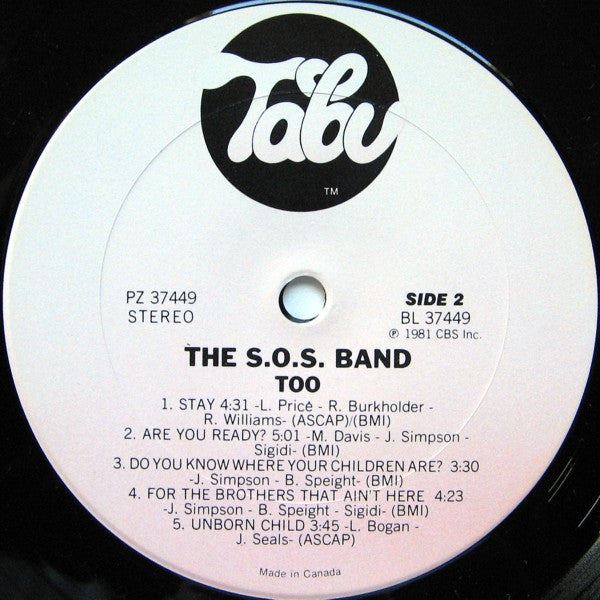 Tabu
TM
PZ 37449
STEREO
SIDE 2
BL 37449
℗ 1981 CBS Inc.
THE S.O.S. BAND
TOO
1. STAY 4:31 -L. Price - R. Burkholder -
R. Williams- (ASCAP)/(BMI)
2. ARE YOU READY? 5:01 -M. Davis - J. Simpson -
Sigidi- (BMI)
3. DO YOU KNOW WHERE YOUR CHILDREN ARE? 3:30
-J. Simpson - B. Speight- (BMI)
4. FOR THE BROTHERS THAT AIN'T HERE 4:23
-J. Simpson - B. Speight - Sigidi- (BMI)
5. UNBORN CHILD 3:45 -L. Bogan -
J. Seals- (ASCAP)
Made in Canada